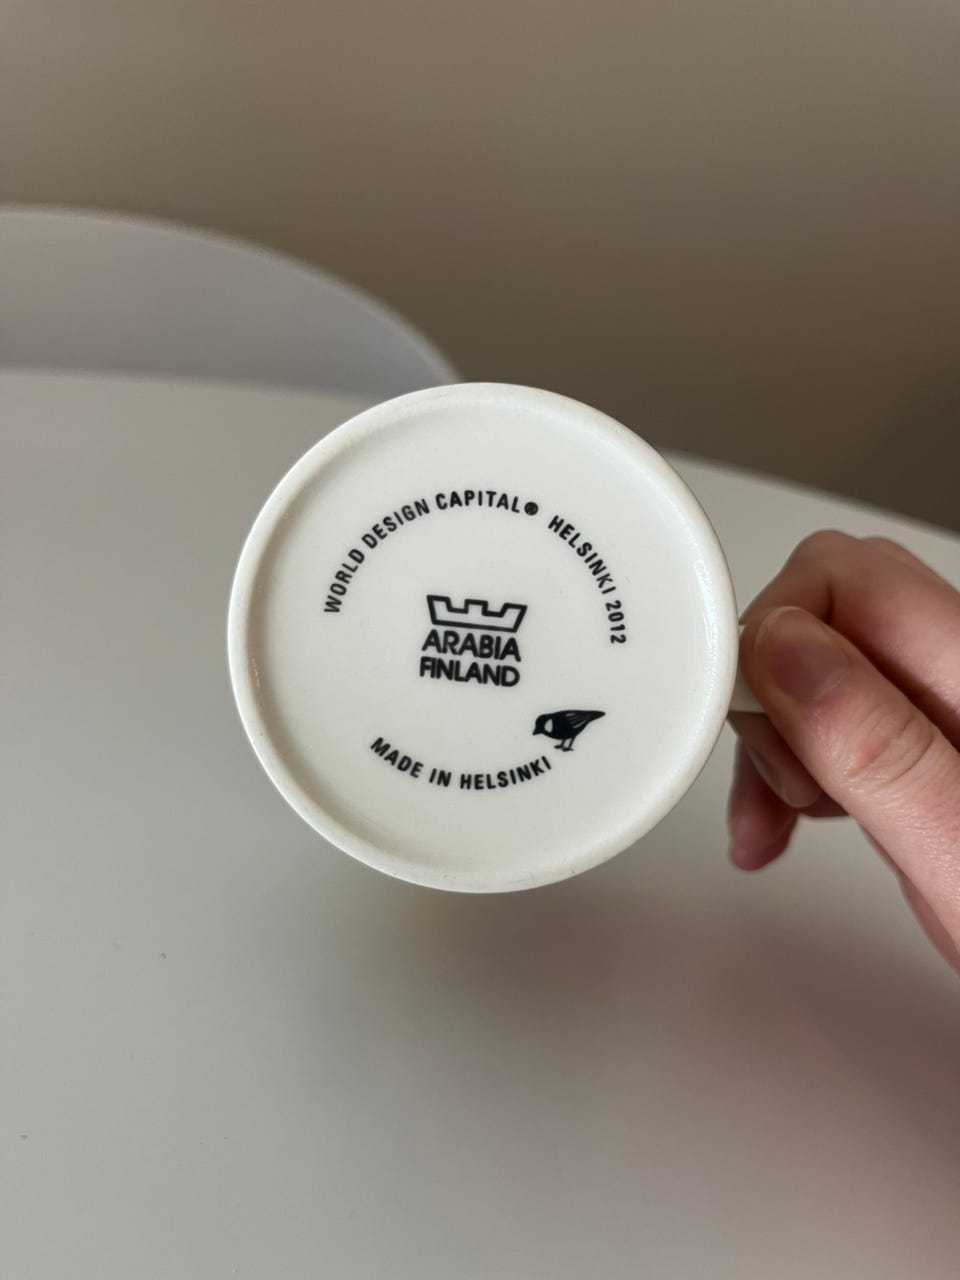 WORLD DESIGN CAPITAL® HELSINKI 2012
ARABIA
FINLAND
MADE IN HELSINKI